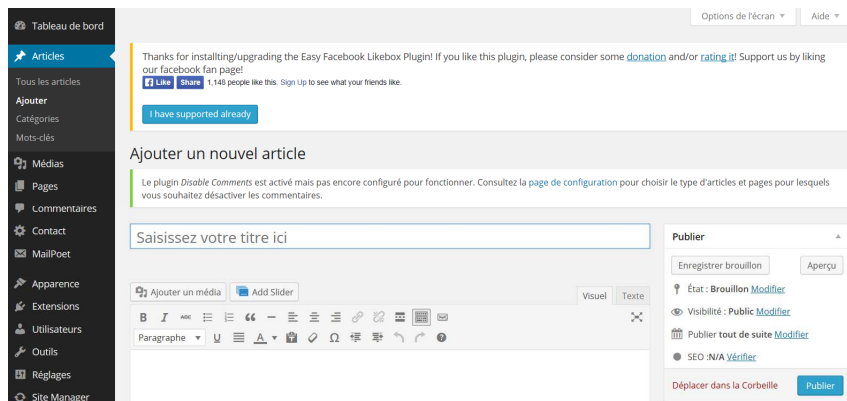 Options de l'écran
Aide
Tableau de bord
Articles
Tous les articles
Ajouter
Catégories
Mots-clés
Médias
Pages
Commentaires
Contact
MailPoet
Apparence
Extensions
Utilisateurs
Outils
Réglages
Site Manager
Thanks for installting/upgrading the Easy Facebook Likebox Plugin! If you like this plugin, please consider some donation and/or rating it! Support us by liking
our facebook fan page!
Like Share 1,148 people like this. Sign Up to see what your friends like.
I have supported already
Ajouter un nouvel article
Le plugin Disable Comments est activé mais pas encore configuré pour fonctionner. Consultez la page de configuration pour choisir le type d'articles et pages pour lesquels
vous souhaitez désactiver les commentaires.
Saisissez votre titre ici
Ajouter un média
Add Slider
Visuel
Texte
B I ABC
Paragraphe U A Ω
Publier
Enregistrer brouillon
Aperçu
État : Brouillon Modifier
Visibilité : Public Modifier
Publier tout de suite Modifier
SEO :N/A Vérifier
Déplacer dans la Corbeille
Publier